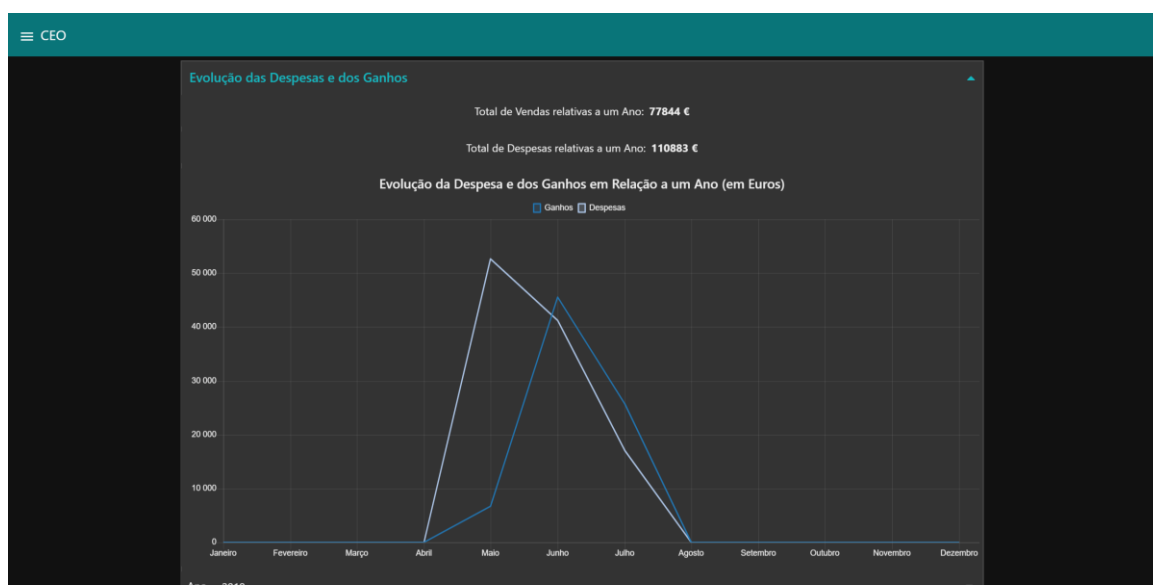 CEO
Evolução das Despesas e dos Ganhos
Total de Vendas relativas a um Ano: 77844 €
Total de Despesas relativas a um Ano: 110883 €
Evolução da Despesa e dos Ganhos em Relação a um Ano (em Euros)
Ganhos Despesas
60 000
50 000
40 000
30 000
20 000
10 000
0
Janeiro Fevereiro Março Abril Maio Junho Julho Agosto Setembro Outubro Novembro Dezembro